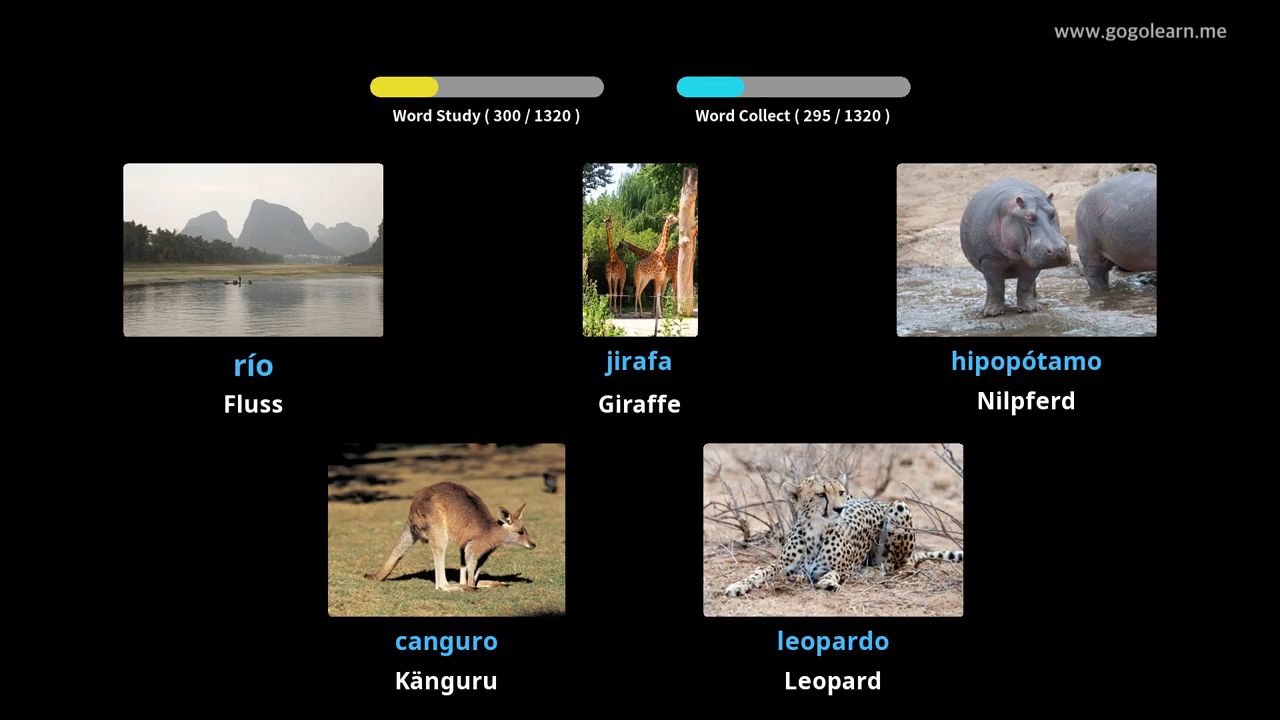 www.gogolearn.me
Word Study ( 300 / 1320 )
Word Collect ( 295 / 1320 )
río
Fluss
jirafa
Giraffe
hipopótamo
Nilpferd
canguro
Känguru
leopardo
Leopard